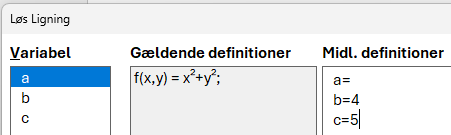 Løs Ligning
Variabel
a
b
c
Gældende definitioner
f(x,y) = x²+y²;
Midl. definitioner
a=
b=4
c=5